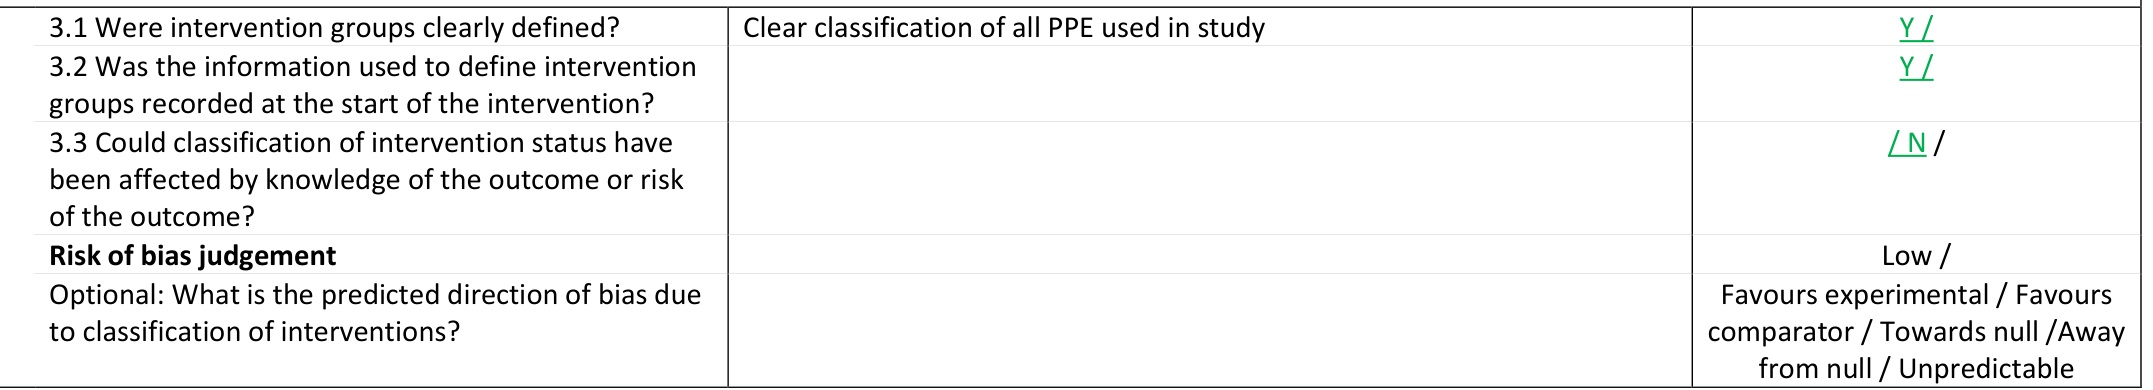 3.1 Were intervention groups clearly defined?
Clear classification of all PPE used in study
Y /
3.2 Was the information used to define intervention
groups recorded at the start of the intervention?
Y /
3.3 Could classification of intervention status have
been affected by knowledge of the outcome or risk
of the outcome?
/ N /
Risk of bias judgement
Low /
Optional: What is the predicted direction of bias due
to classification of interventions?
Favours experimental / Favours
comparator / Towards null /Away
from null / Unpredictable